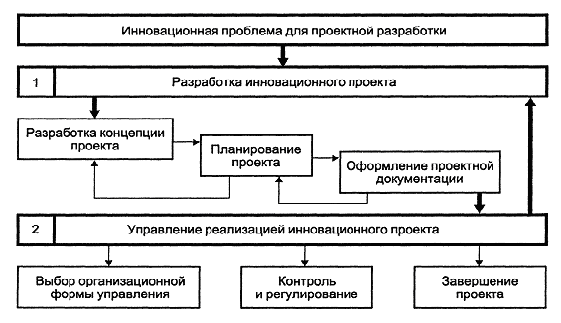 Инновационная проблема для проектной разработки
1 Разработка инновационного проекта
Разработка концепции
проекта
Планирование
проекта
Оформление проектной
документации
2 Управление реализацией инновационного проекта
Выбор организационной
формы управления
Контроль
и регулирование
Завершение
проекта